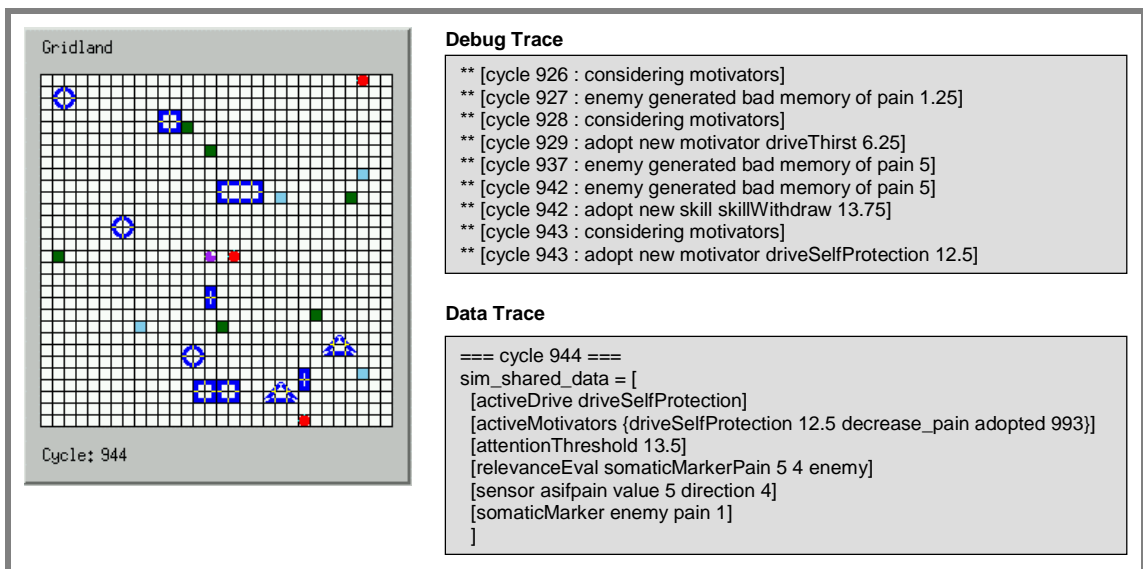 Gridland
Cycle: 944
Debug Trace
** [cycle 926 : considering motivators]
** [cycle 927 : enemy generated bad memory of pain 1.25]
** [cycle 928 : considering motivators]
** [cycle 929 : adopt new motivator driveThirst 6.25]
** [cycle 937 : enemy generated bad memory of pain 5]
** [cycle 942 : enemy generated bad memory of pain 5]
** [cycle 942 : adopt new skill skillWithdraw 13.75]
** [cycle 943 : considering motivators]
** [cycle 943 : adopt new motivator driveSelfProtection 12.5]
Data Trace
=== cycle 944 ===
sim_shared_data = [
[activeDrive driveSelfProtection]
[activeMotivators {driveSelfProtection 12.5 decrease_pain adopted 993}]
[attentionThreshold 13.5]
[relevanceEval somaticMarkerPain 5 4 enemy]
[sensor asifpain value 5 direction 4]
[somaticMarker enemy pain 1]
]